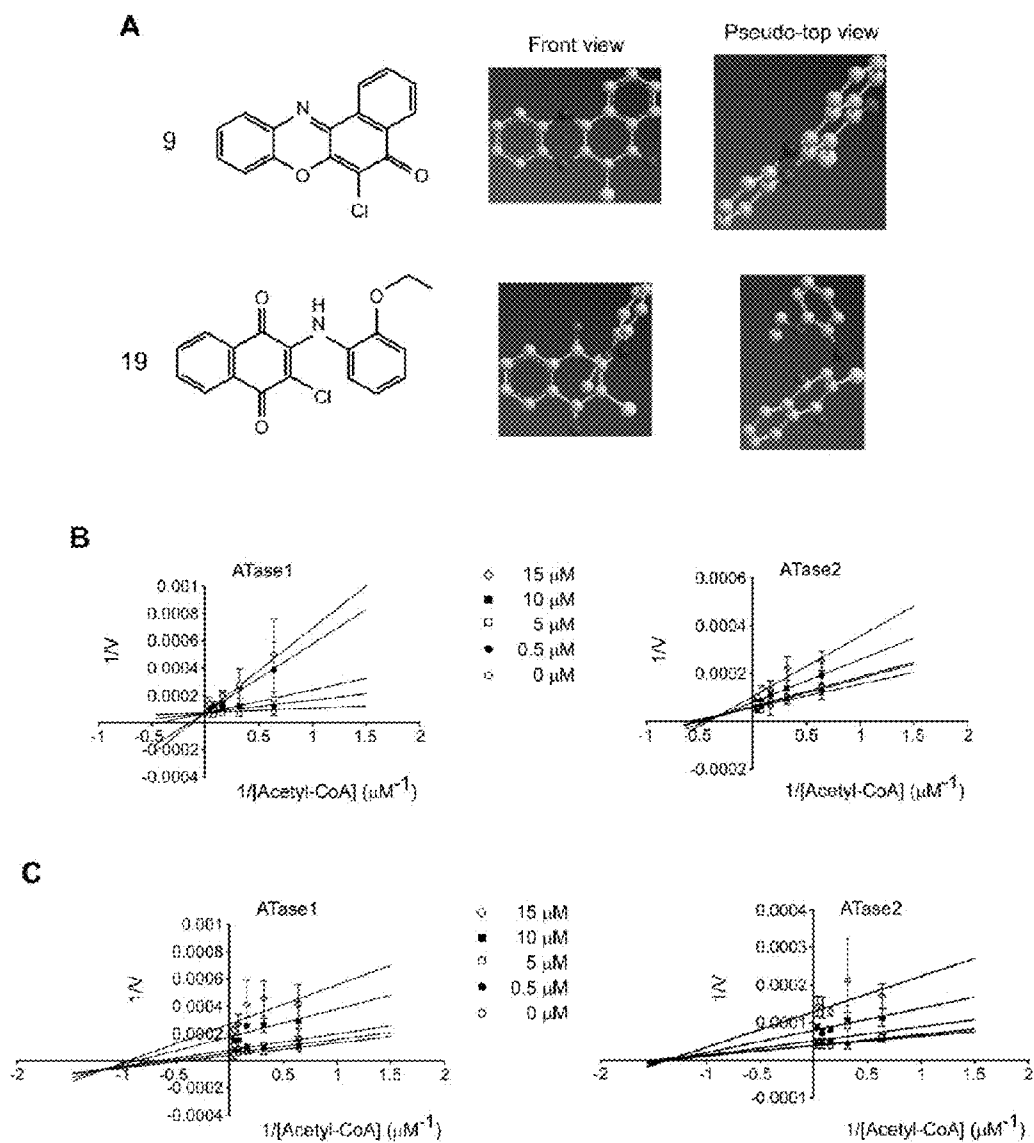 A
Front view
Pseudo-top view
9
N
O
O
Cl
19
O
H
N
O
Cl
O
B
ATase1
0.001
0.0008
0.0006
0.0004
0.0002
-0.0002
-0.0004
1/V
-1
-0.5
0
0.5
1
1.5
2
1/[Acetyl-CoA] (μM⁻¹)
15 μM
10 μM
5 μM
0.5 μM
0 μM
ATase2
0.0006
0.0004
0.0002
-0.0002
1/V
-1
-0.5
0
0.5
1
1.5
2
1/[Acetyl-CoA] (μM⁻¹)
C
ATase1
0.001
0.0008
0.0006
0.0004
0.0002
-0.0002
-0.0004
1/V
-2
-1.5
-1
-0.5
0
0.5
1
1.5
2
1/[Acetyl-CoA] (μM⁻¹)
15 μM
10 μM
5 μM
0.5 μM
0 μM
ATase2
0.0004
0.0003
0.0002
0.0001
-0.0001
1/V
-2
-1.5
-1
-0.5
0
0.5
1
1.5
2
1/[Acetyl-CoA] (μM⁻¹)